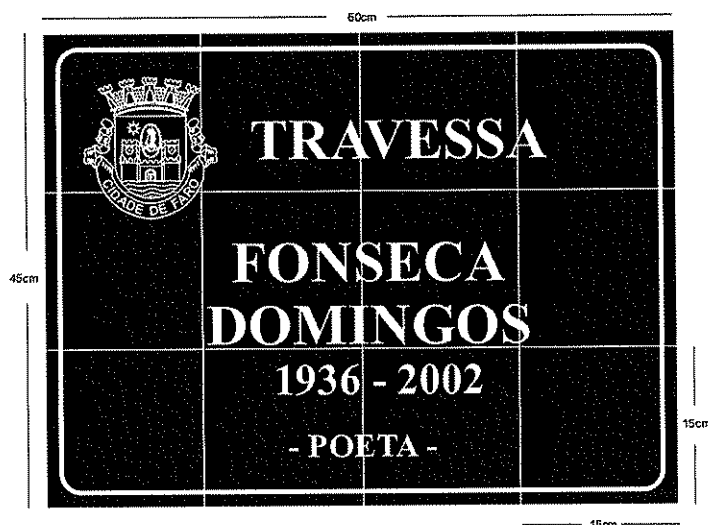 60cm
TRAVESSA
CIDADE DE FARO
FONSECA
DOMINGOS
45cm
1936 - 2002
15cm
- POETA -
15cm